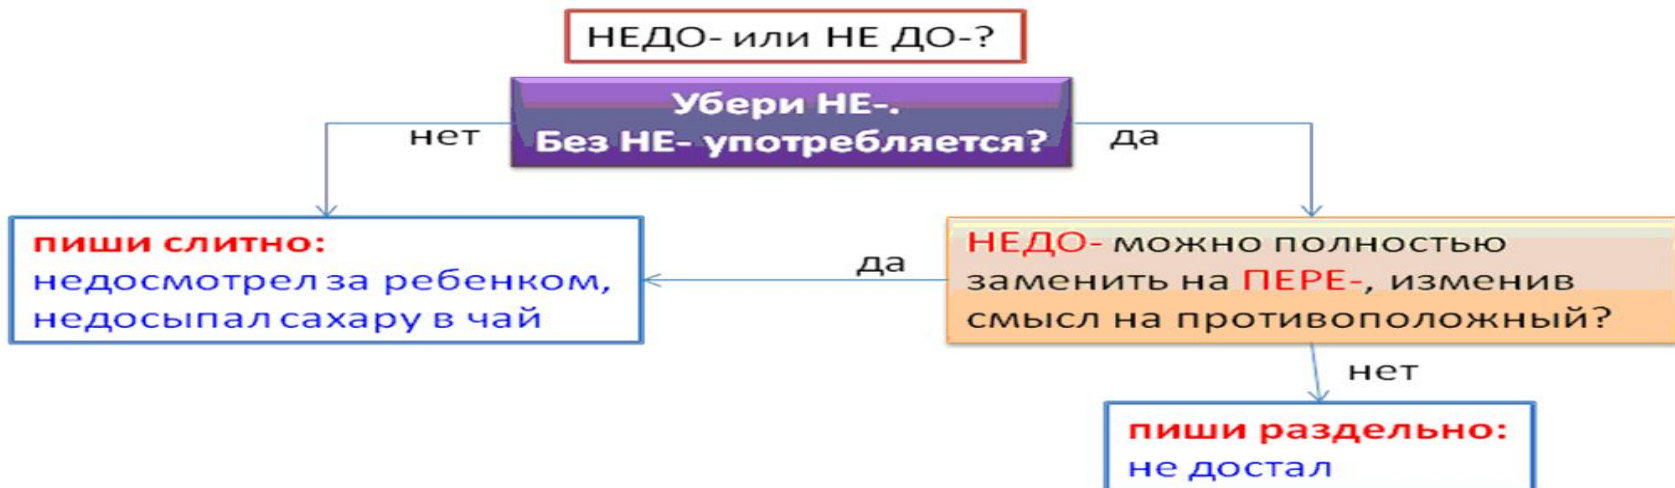 НЕДО- или НЕ ДО-?
Убери НЕ-.
Без НЕ- употребляется?
нет
да
пиши слитно:
недосмотрел за ребенком,
недосыпал сахару в чай
да
НЕДО- можно полностью
заменить на ПЕРЕ-, изменив
смысл на противоположный?
нет
пиши раздельно:
не достал